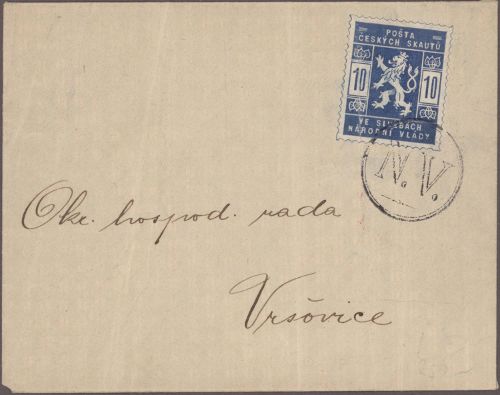 POŠTA
ČESKÝCH SKAUTŮ
10 10
VE SLUŽBÁCH
NÁRODNÍ VLÁDY
N.V.
Okr. hospod. rada
Vršovice